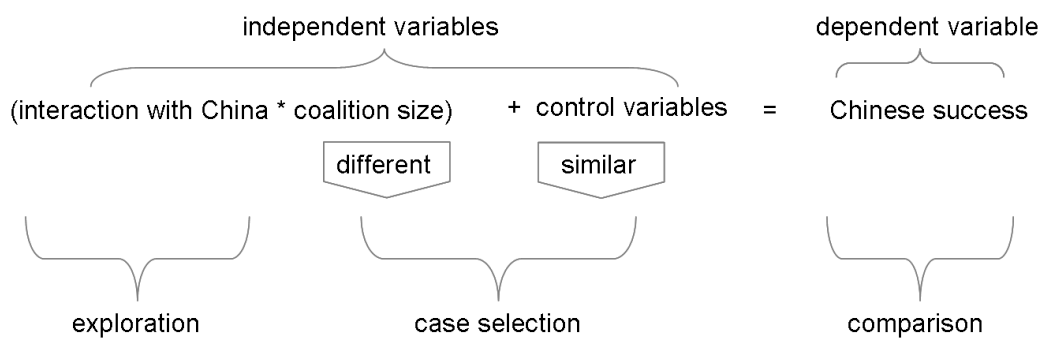 independent variables dependent variable
(interaction with China * coalition size) + control variables = Chinese success
different similar
exploration case selection comparison